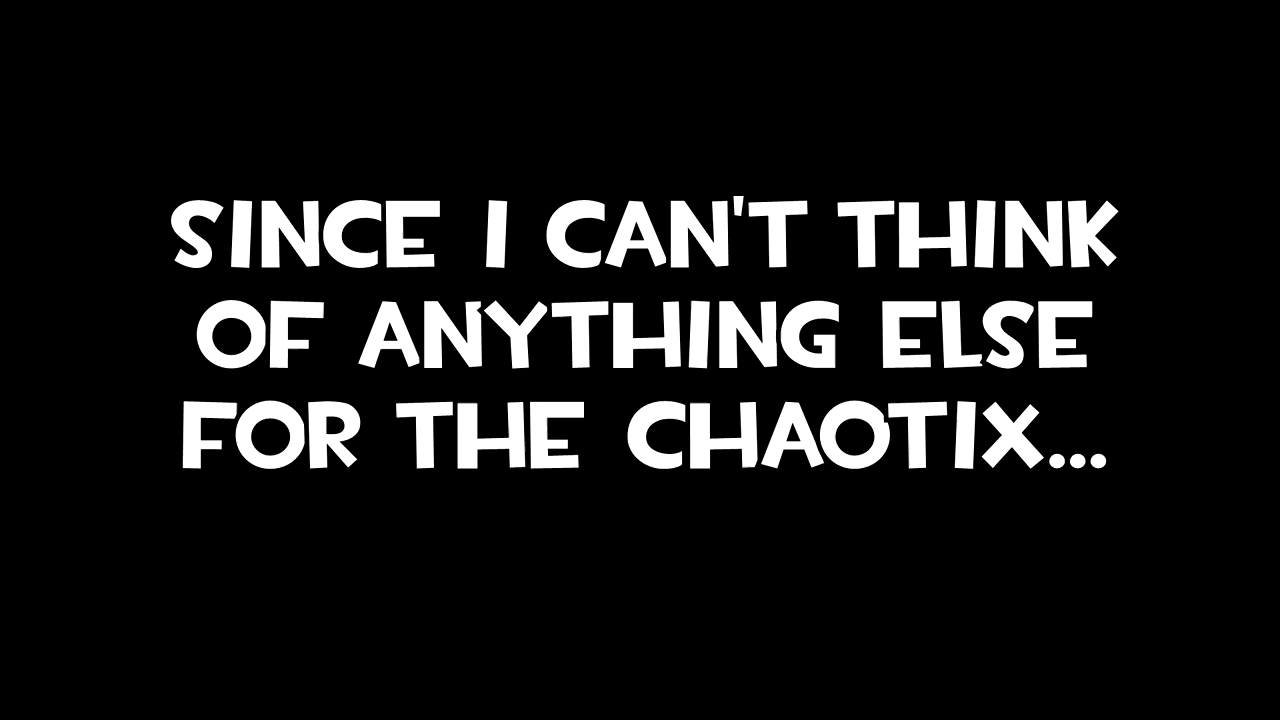 SINCE I CAN'T THINK
OF ANYTHING ELSE
FOR THE CHAOTIX...